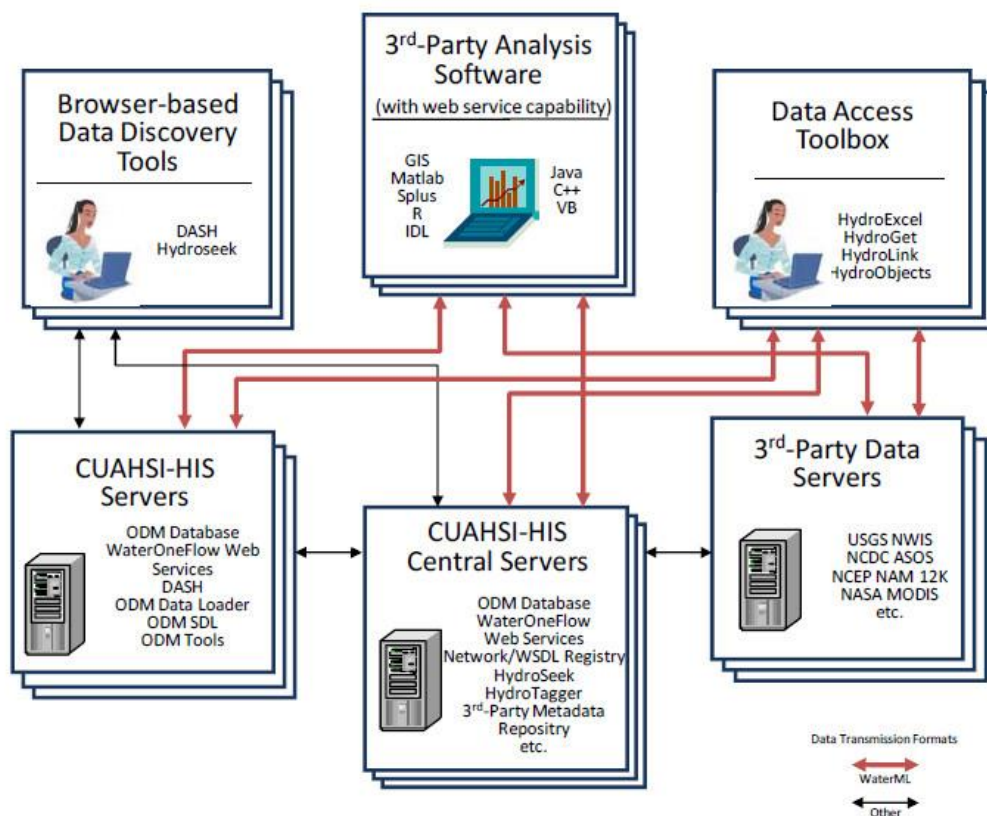 3rd-Party Analysis
Software
(with web service capability)
GIS
Matlab
Splus
R
IDL
Java
C++
VB
Browser-based
Data Discovery
Tools
DASH
Hydroseek
Data Access
Toolbox
HydroExcel
HydroGet
HydroLink
HydroObjects
CUAHSI-HIS
Servers
ODM Database
WaterOneFlow Web
Services
DASH
ODM Data Loader
ODM SDL
ODM Tools
CUAHSI-HIS
Central Servers
ODM Database
WaterOneFlow
Web Services
Network/WSDL Registry
HydroSeek
HydroTagger
3rd-Party Metadata
Repositry
etc.
3rd-Party Data
Servers
USGS NWIS
NCDC ASOS
NCEP NAM 12K
NASA MODIS
etc.
Data Transmission Formats
WaterML
Other